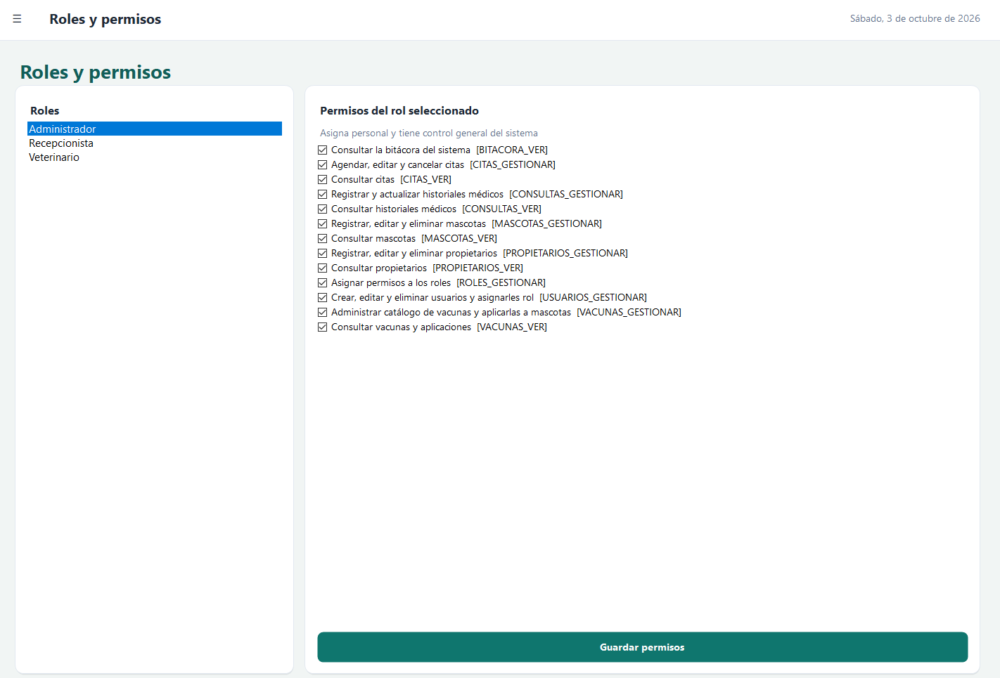 ☰ Roles y permisos Sábado, 3 de octubre de 2026
Roles y permisos
Roles
Administrador
Recepcionista
Veterinario
Permisos del rol seleccionado
Asigna personal y tiene control general del sistema
Consultar la bitácora del sistema [BITACORA_VER]
Agendar, editar y cancelar citas [CITAS_GESTIONAR]
Consultar citas [CITAS_VER]
Registrar y actualizar historiales médicos [CONSULTAS_GESTIONAR]
Consultar historiales médicos [CONSULTAS_VER]
Registrar, editar y eliminar mascotas [MASCOTAS_GESTIONAR]
Consultar mascotas [MASCOTAS_VER]
Registrar, editar y eliminar propietarios [PROPIETARIOS_GESTIONAR]
Consultar propietarios [PROPIETARIOS_VER]
Asignar permisos a los roles [ROLES_GESTIONAR]
Crear, editar y eliminar usuarios y asignarles rol [USUARIOS_GESTIONAR]
Administrar catálogo de vacunas y aplicarlas a mascotas [VACUNAS_GESTIONAR]
Consultar vacunas y aplicaciones [VACUNAS_VER]
Guardar permisos